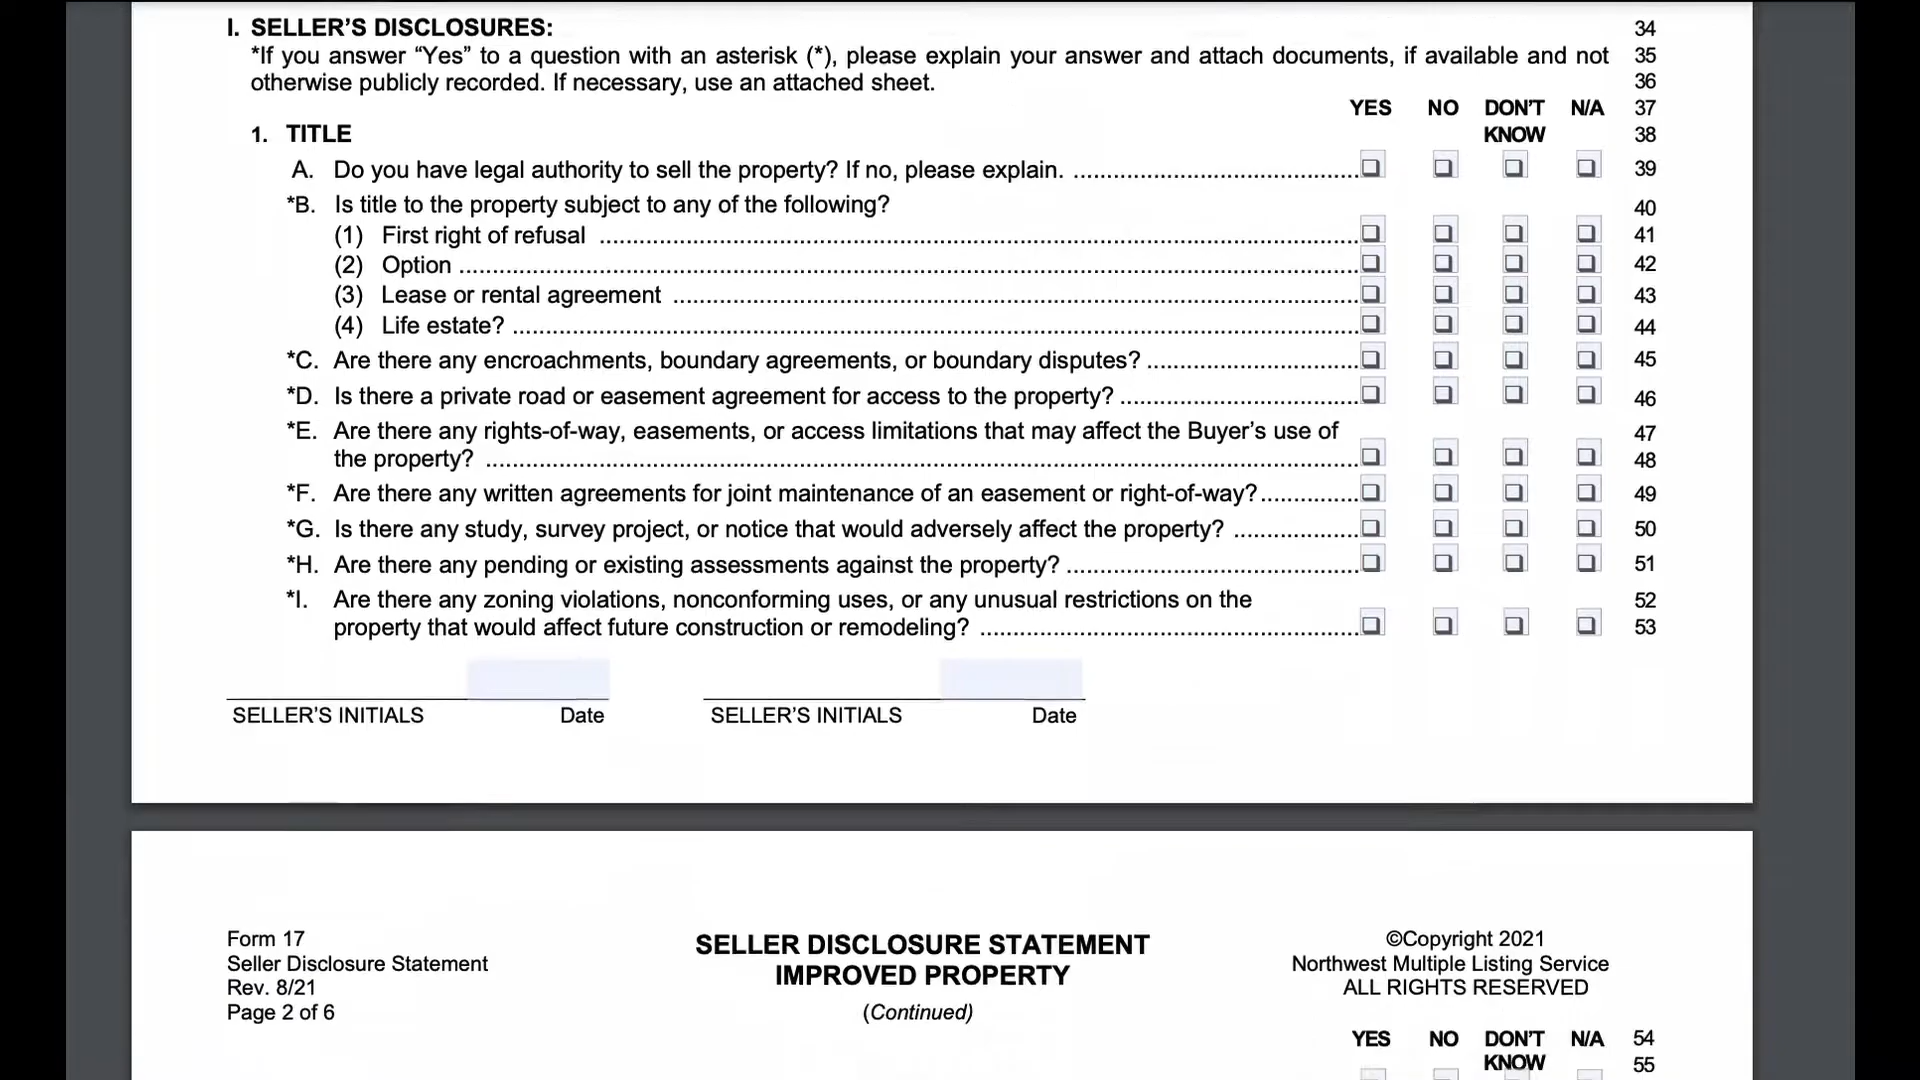 I. SELLER’S DISCLOSURES: 34
*If you answer “Yes” to a question with an asterisk (*), please explain your answer and attach documents, if available and not 35
otherwise publicly recorded. If necessary, use an attached sheet. 36
YES NO DON'T N/A 37
1. TITLE KNOW 38
A. Do you have legal authority to sell the property? If no, please explain. 39
*B. Is title to the property subject to any of the following? 40
(1) First right of refusal 41
(2) Option 42
(3) Lease or rental agreement 43
(4) Life estate? 44
*C. Are there any encroachments, boundary agreements, or boundary disputes? 45
*D. Is there a private road or easement agreement for access to the property? 46
*E. Are there any rights-of-way, easements, or access limitations that may affect the Buyer’s use of 47
the property? 48
*F. Are there any written agreements for joint maintenance of an easement or right-of-way? 49
*G. Is there any study, survey project, or notice that would adversely affect the property? 50
*H. Are there any pending or existing assessments against the property? 51
*I. Are there any zoning violations, nonconforming uses, or any unusual restrictions on the 52
property that would affect future construction or remodeling? 53
SELLER’S INITIALS Date SELLER’S INITIALS Date
Form 17 SELLER DISCLOSURE STATEMENT ©Copyright 2021
Seller Disclosure Statement IMPROVED PROPERTY Northwest Multiple Listing Service
Rev. 8/21 ALL RIGHTS RESERVED
Page 2 of 6 (Continued)
YES NO DON'T N/A 54
KNOW 55